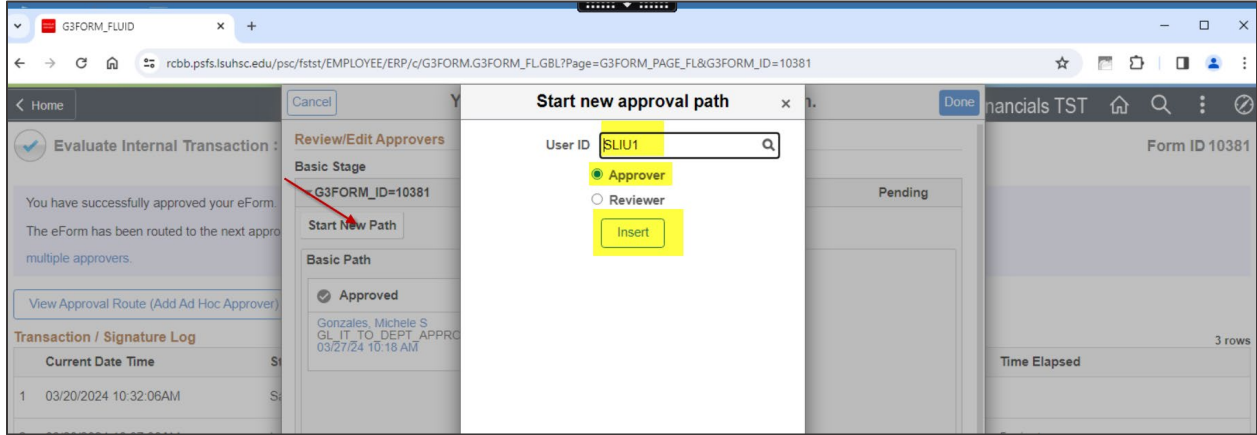 G3FORM_FLUID
rcbb.psfs.lsuhsc.edu/psc/fstst/EMPLOYEE/ERP/c/G3FORM.G3FORM_FL.GBL?Page=G3FORM_PAGE_FL&G3FORM_ID=10381
Home
Cancel
Y
Start new approval path
n.
Done
nancials TST
Evaluate Internal Transaction :
Form ID 10381
Review/Edit Approvers
User ID SLIU1
Basic Stage
Approver
G3FORM_ID=10381
Pending
You have successfully approved your eForm.
Reviewer
Start New Path
The eForm has been routed to the next appro
Insert
multiple approvers.
Basic Path
Approved
View Approval Route (Add Ad Hoc Approver)
Gonzales, Michele S
GL_IT_TO_DEPT_APPRO
03/27/24 10:18 AM
Transaction / Signature Log
3 rows
Current Date Time
St
Time Elapsed
1 03/20/2024 10:32:06AM
Sa